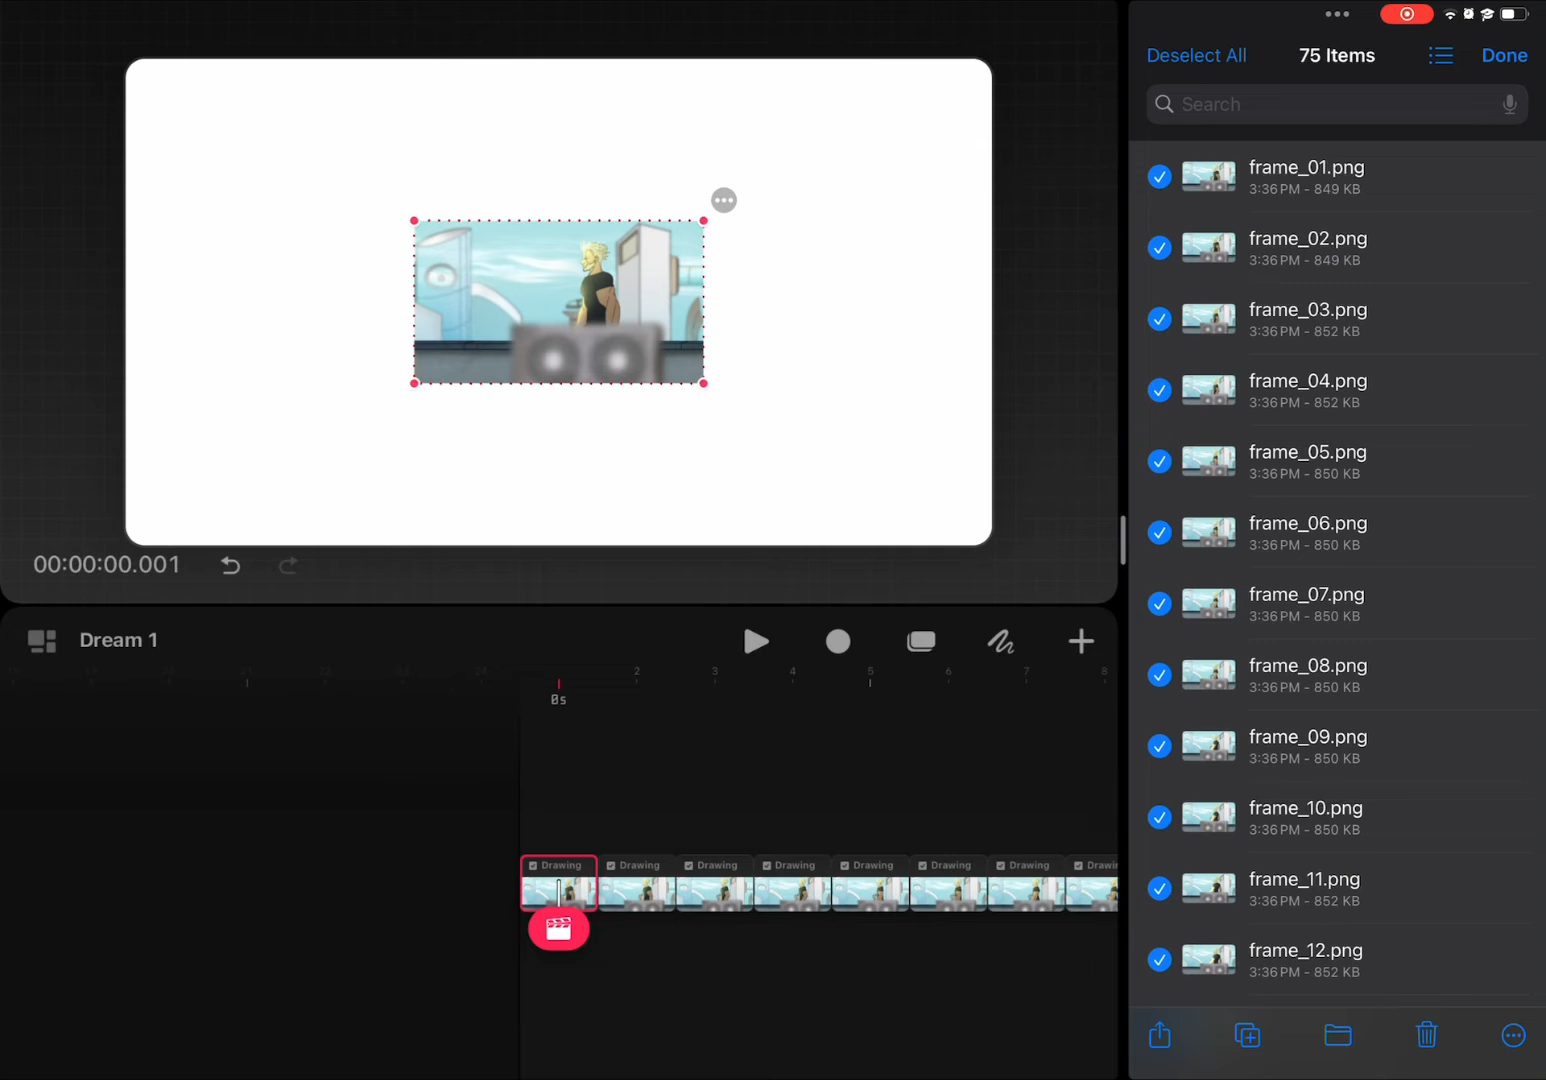 Deselect All
75 Items
Done
Search
frame_01.png
3:36 PM - 849 KB
frame_02.png
3:36 PM - 849 KB
frame_03.png
3:36 PM - 852 KB
frame_04.png
3:36 PM - 852 KB
frame_05.png
3:36 PM - 850 KB
frame_06.png
3:36 PM - 850 KB
frame_07.png
3:36 PM - 850 KB
frame_08.png
3:36 PM - 850 KB
frame_09.png
3:36 PM - 850 KB
frame_10.png
3:36 PM - 850 KB
frame_11.png
3:36 PM - 852 KB
frame_12.png
3:36 PM - 852 KB
00:00:00.001
Dream 1
21 2 3 4 5 6 7 8
0s
Drawing Drawing Drawing Drawing Drawing Drawing Drawing Drawin